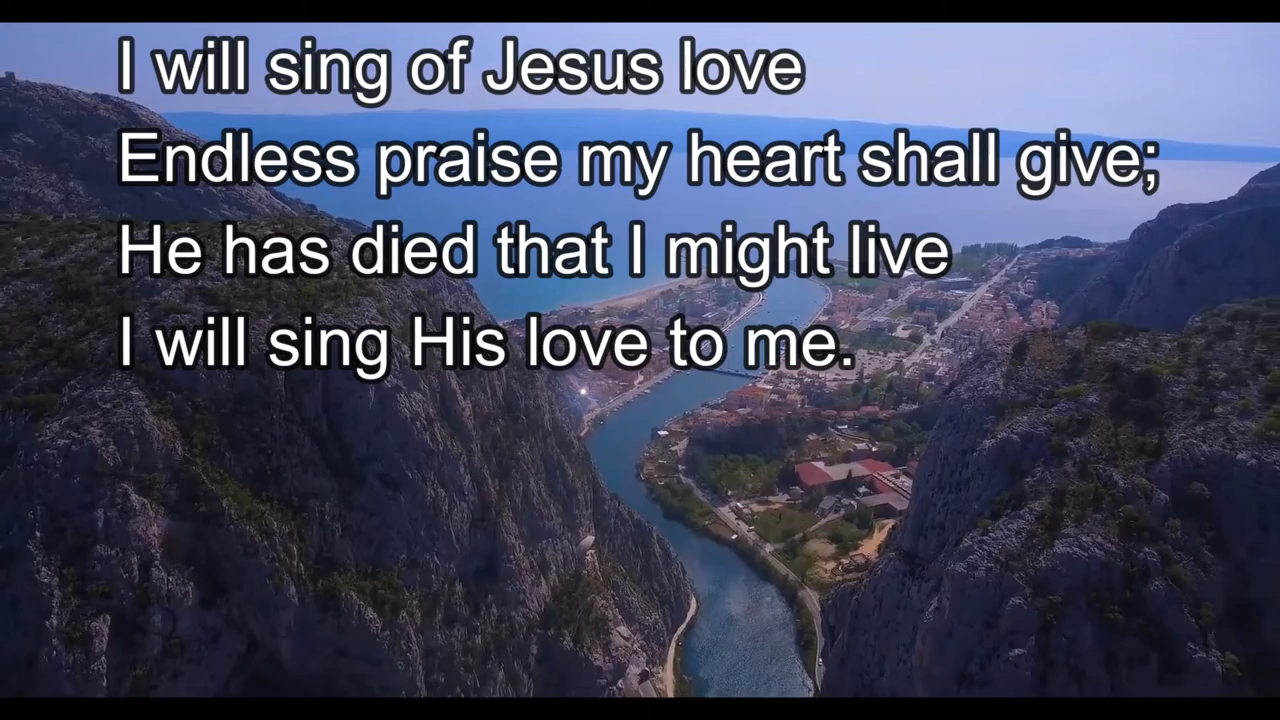 I will sing of Jesus love
Endless praise my heart shall give;
He has died that I might live
I will sing His love to me.